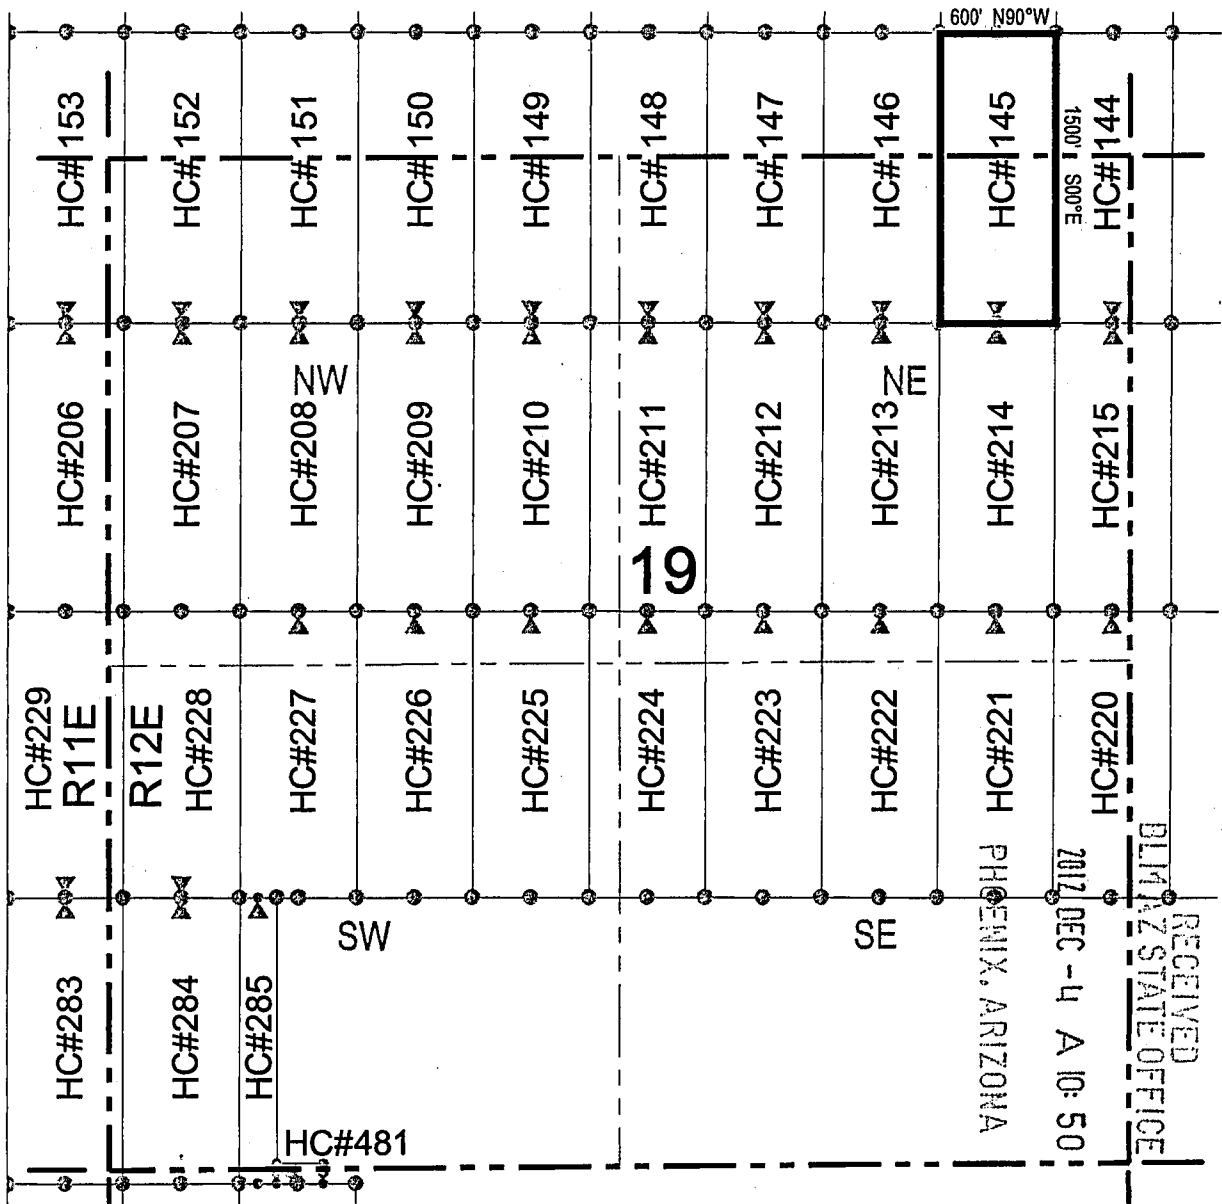 600' N90°W
HC# 153
HC# 152
HC# 151
HC# 150
HC# 149
HC# 148
HC# 147
HC# 146
HC# 145
1500' S00°E
HC# 144
NW
NE
HC#206
HC#207
HC#208
HC#209
HC#210
HC#211
HC#212
HC#213
HC#214
HC#215
19
HC#229
R11E
R12E
HC#228
HC#227
HC#226
HC#225
HC#224
HC#223
HC#222
HC#221
HC#220
SW
SE
HC#283
HC#284
HC#285
HC#481
RECEIVED
BLM AZ STATE OFFICE
2017 DEC -4 A 10:50
PHOENIX, ARIZONA